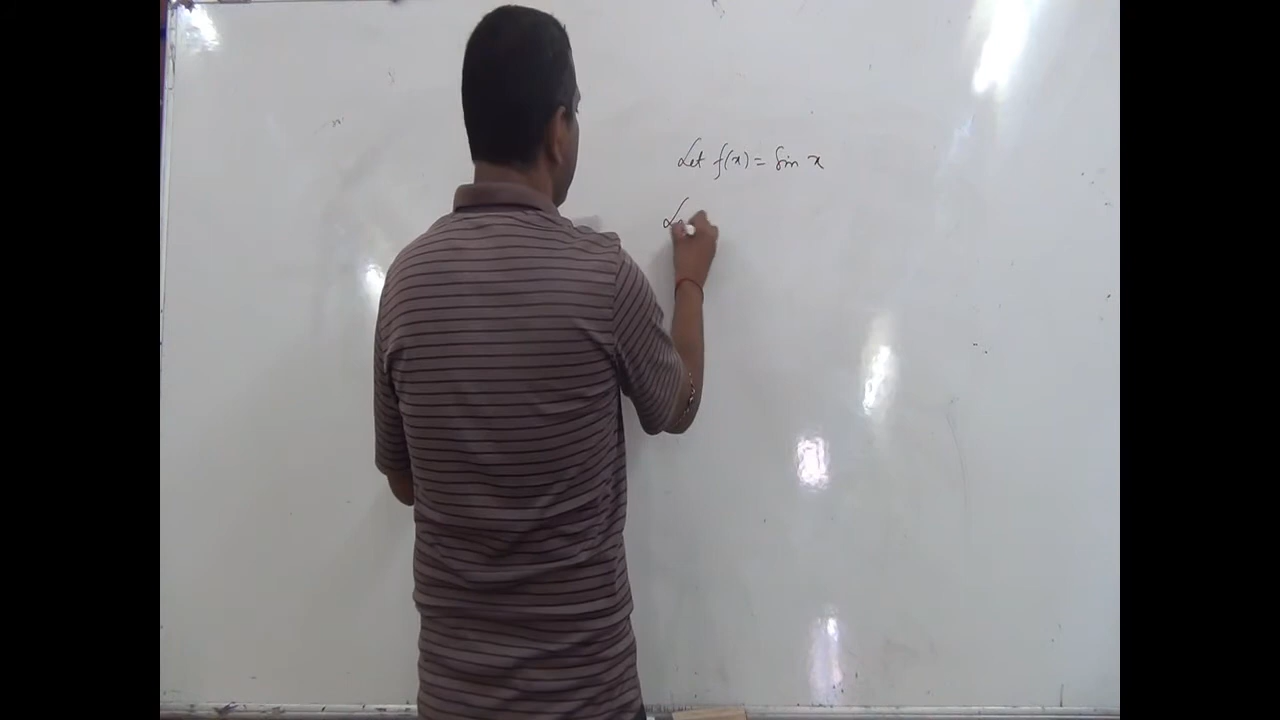 Let f(x) = Sin x